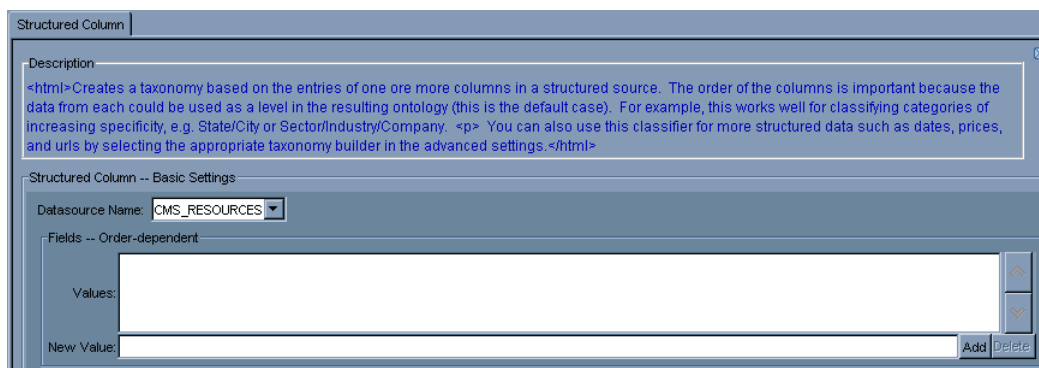 Structured Column
Description
<html>Creates a taxonomy based on the entries of one ore more columns in a structured source. The order of the columns is important because the
data from each could be used as a level in the resulting ontology (this is the default case). For example, this works well for classifying categories of
increasing specificity, e.g. State/City or Sector/Industry/Company. <p> You can also use this classifier for more structured data such as dates, prices,
and urls by selecting the appropriate taxonomy builder in the advanced settings.</html>
Structured Column -- Basic Settings
Datasource Name: CMS_RESOURCES
Fields -- Order-dependent
Values:
New Value: Add Delete